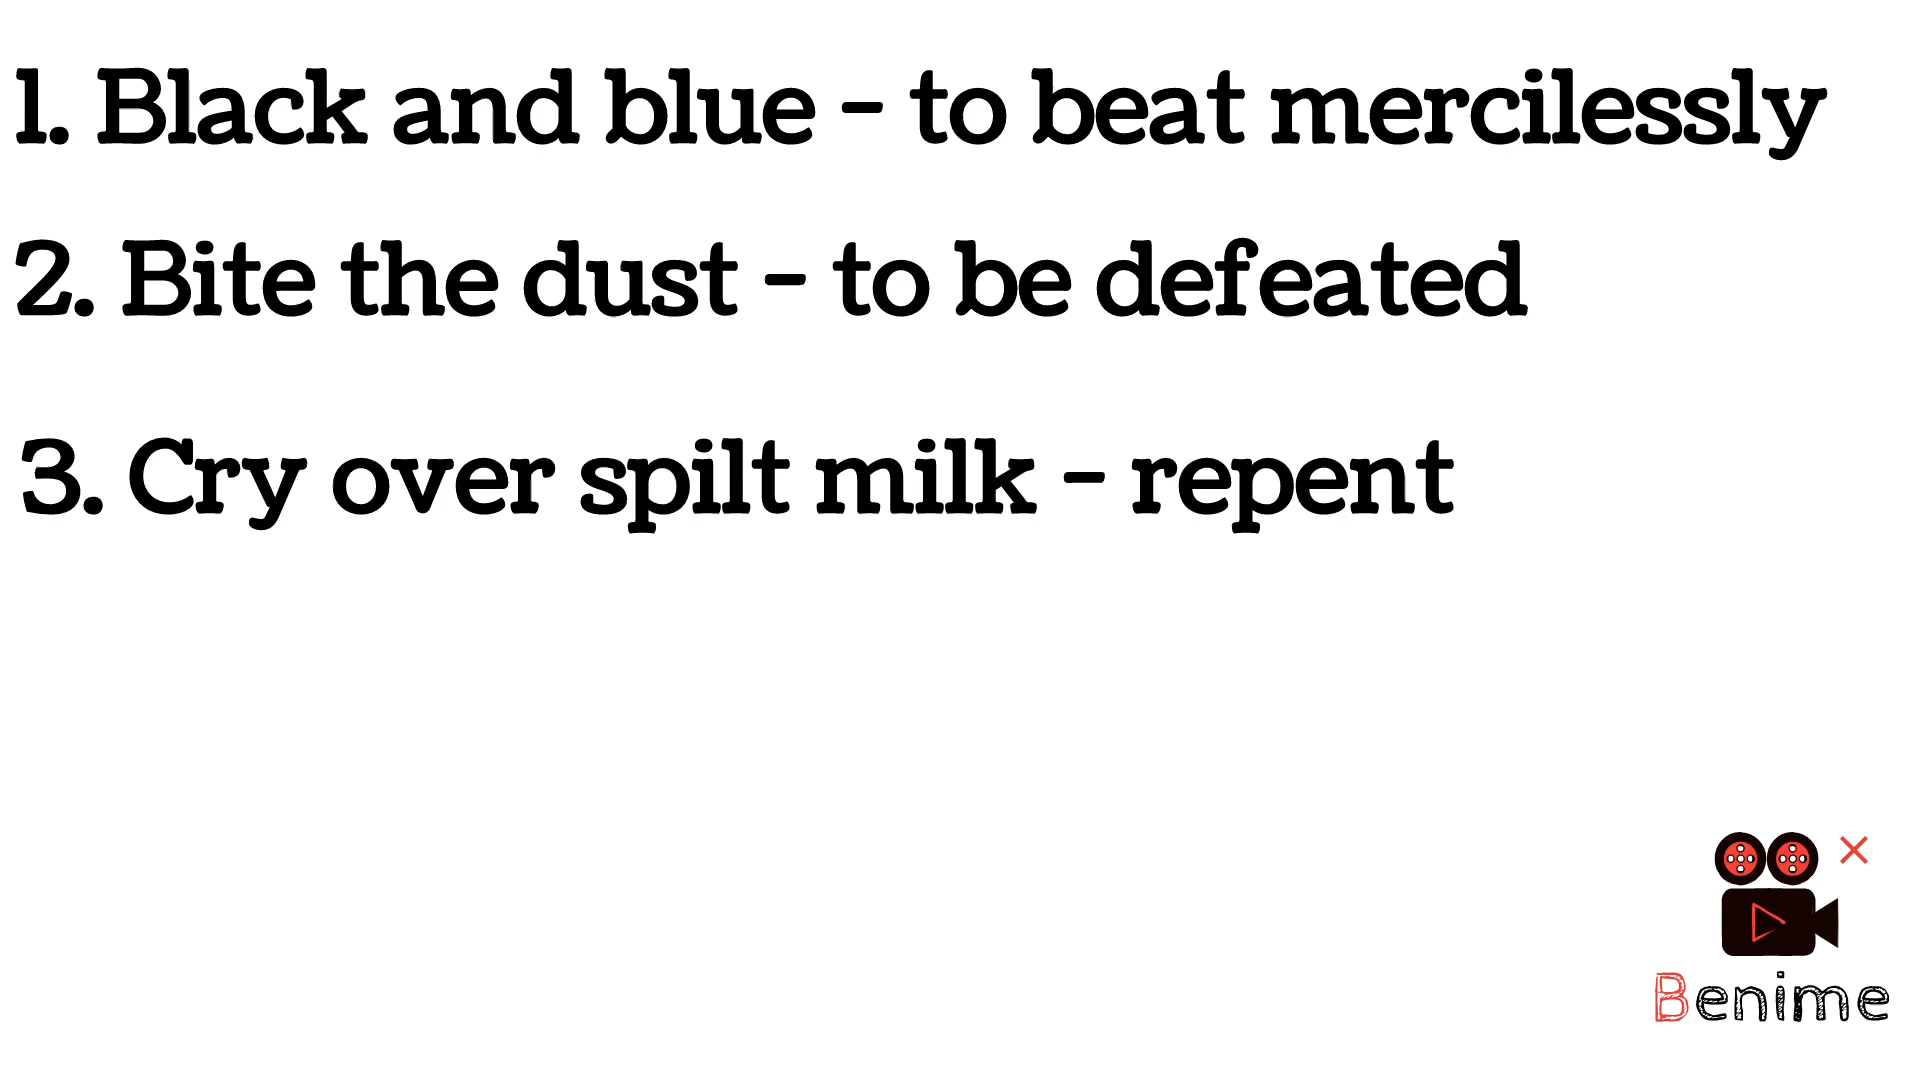 1. Black and blue - to beat mercilessly
2. Bite the dust - to be defeated
3. Cry over spilt milk - repent
Benime